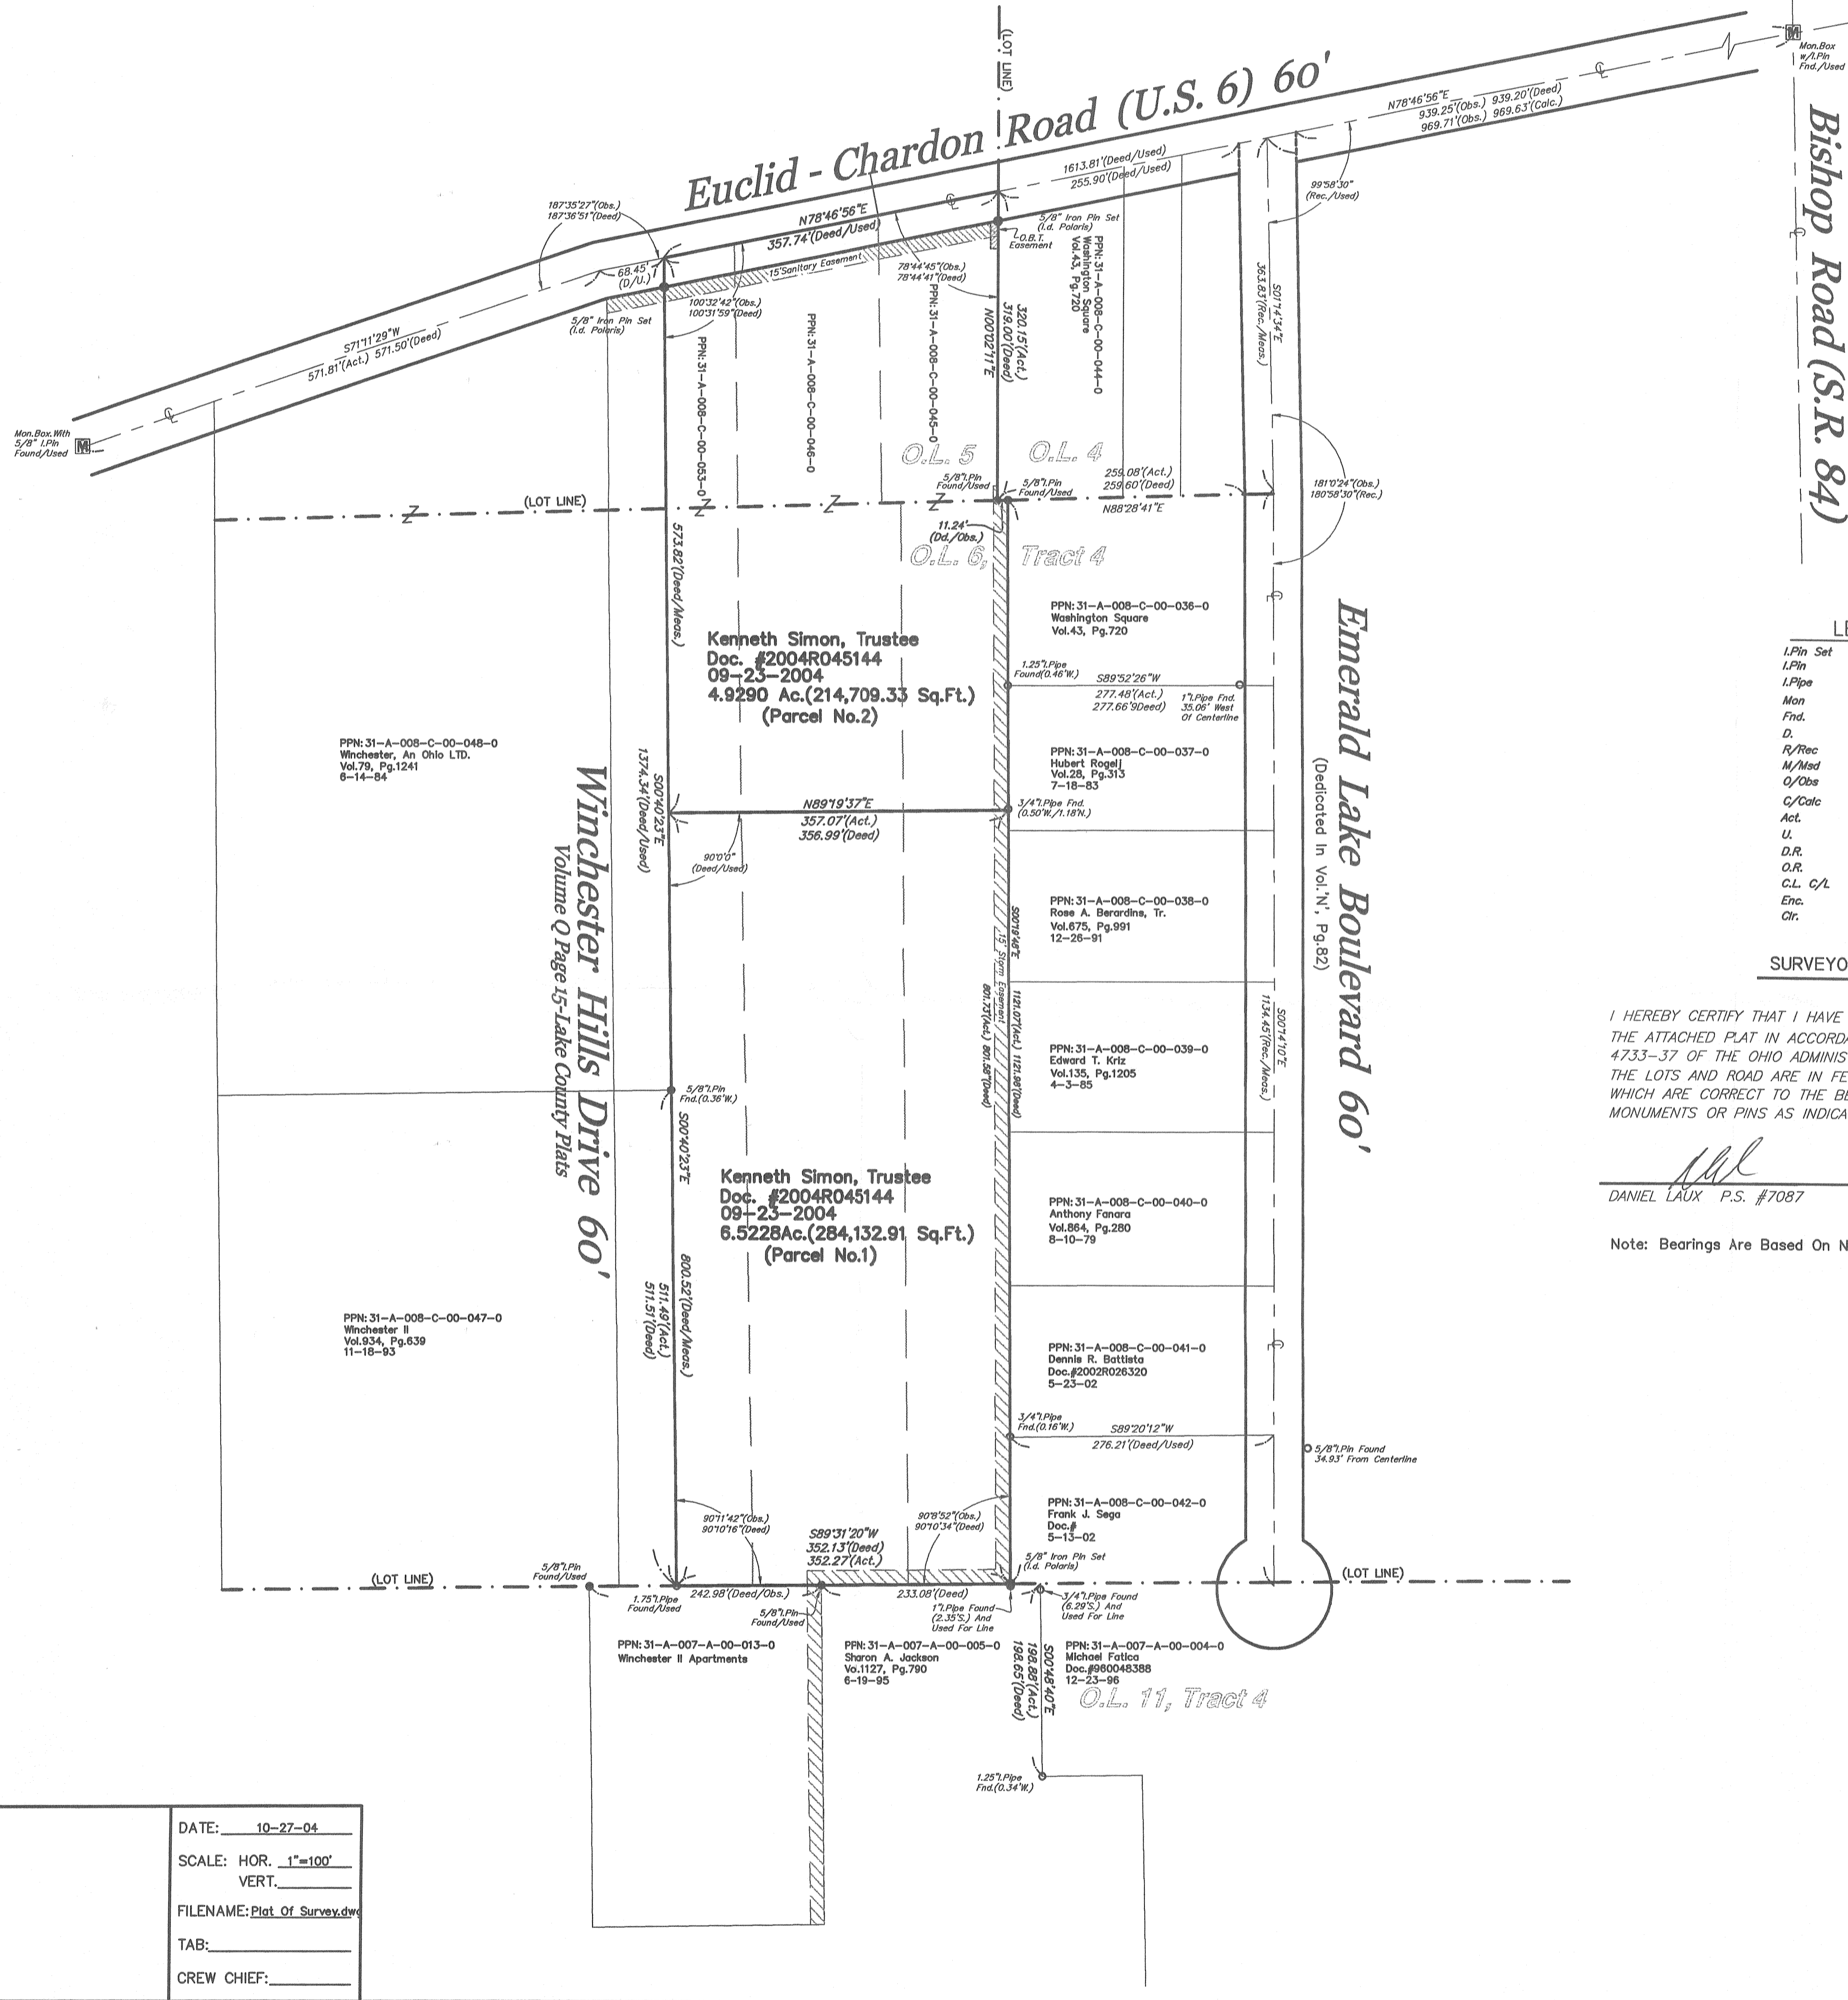 (LOT LINE)
Euclid - Chardon Road (U.S. 6) 60'
Mon.Box
w/I.Pin
Fnd./Used
N78°46'56"E
939.25'(Obs.) 939.20'(Deed)
969.71'(Obs.) 969.63'(Calc.)
Bishop Road (S.R. 84)
1613.81'(Deed/Used)
255.90'(Deed/Used)
99°58'30"
(Rec./Used)
187°35'27"(Obs.)
187°36'51"(Deed)
N78°46'56"E
357.74'(Deed/Used)
5/8" Iron Pin Set
(I.d. Polaris)
O.B.T.
Easement
68.45'
(D/U.)
15'Sanitary Easement
78°44'45"(Obs.)
78°44'41"(Deed)
100°32'42"(Obs.)
100°31'59"(Deed)
5/8" Iron Pin Set
(I.d. Polaris)
S71°11'29"W
571.81'(Act.) 571.50'(Deed)
Mon.Box.With
5/8" I.Pin
Found/Used
M
M
PPN:31-A-008-C-00-053-0
PPN:31-A-008-C-00-046-0
PPN:31-A-008-C-00-045-0
320.15'(Act.)
319.00'(Deed)
N00°02'11"E
PPN:31-A-008-C-00-044-0
Washington Square
Vol.43, Pg.720
S01°14'34"E
363.83'(Rec./Meas.)
O.L. 5
O.L. 4
5/8"I.Pin
Found/Used
5/8"I.Pin
Found/Used
259.08'(Act.)
259.60'(Deed)
N88°28'41"E
181°0'24"(Obs.)
180°58'30"(Rec.)
(LOT LINE)
11.24'
(Dd./Obs.)
O.L. 6, Tract 4
573.82'(Deed/Meas.)
Kenneth Simon, Trustee
Doc. #2004R045144
09-23-2004
4.9290 Ac.(214,709.33 Sq.Ft.)
(Parcel No.2)
PPN:31-A-008-C-00-036-0
Washington Square
Vol.43, Pg.720
1.25"I.Pipe
Found(0.46'W.)
S89°52'26"W
277.48'(Act.)
277.66'9Deed)
1"I.Pipe Fnd.
35.06' West
Of Centerline
Emerald Lake Boulevard 60'
(Dedicated In Vol.'N', Pg.82)
PPN:31-A-008-C-00-048-0
Winchester, An Ohio LTD.
Vol.79, Pg.1241
6-14-84
PPN:31-A-008-C-00-037-0
Hubert Rogelj
Vol.28, Pg.313
7-18-83
Winchester Hills Drive 60'
Volume Q Page 15-Lake County Plats
S00°40'23"E
1374.34'(Deed/Used)
N89°19'37"E
357.07'(Act.)
356.99'(Deed)
3/4"I.Pipe Fnd.
(0.50'W./1.18'N.)
90°0'0"
(Deed/Used)
PPN:31-A-008-C-00-038-0
Rose A. Berardins, Tr.
Vol.675, Pg.991
12-26-91
S00°19'48"E
1121.07'(Act.) 1121.98'(Deed)
15' Storm Easement
801.73'(Act.) 801.58'(Deed)
S00°14'10"E
1134.45'(Rec./Meas.)
PPN:31-A-008-C-00-039-0
Edward T. Kriz
Vol.135, Pg.1205
4-3-85
5/8"I.Pin
Fnd.(0.36'W.)
S00°40'23"E
800.52'(Deed/Meas.)
511.49'(Act.)
511.51'(Deed)
Kenneth Simon, Trustee
Doc. #2004R045144
09-23-2004
6.5228Ac.(284,132.91 Sq.Ft.)
(Parcel No.1)
PPN:31-A-008-C-00-040-0
Anthony Fanara
Vol.864, Pg.280
8-10-79
PPN:31-A-008-C-00-047-0
Winchester II
Vol.934, Pg.639
11-18-93
PPN:31-A-008-C-00-041-0
Dennis R. Battista
Doc.#2002R026320
5-23-02
3/4"I.Pipe
Fnd.(0.16'W.)
S89°20'12"W
276.21'(Deed/Used)
5/8"I.Pin Found
34.93' From Centerline
90°11'42"(Obs.)
90°10'16"(Deed)
S89°31'20"W
352.13'(Deed)
352.27'(Act.)
90°8'52"(Obs.)
90°10'34"(Deed)
PPN:31-A-008-C-00-042-0
Frank J. Sega
Doc.#
5-13-02
5/8" Iron Pin Set
(I.d. Polaris)
(LOT LINE)
5/8"I.Pin
Found/Used
(LOT LINE)
1.75"I.Pipe
Found/Used
242.98'(Deed/Obs.)
5/8"I.Pin
Found/Used
233.08'(Deed)
1"I.Pipe Found
(2.35'S.) And
Used For Line
3/4"I.Pipe Found
(6.29'S.) And
Used For Line
PPN:31-A-007-A-00-013-0
Winchester II Apartments
PPN:31-A-007-A-00-005-0
Sharon A. Jackson
Vo.1127, Pg.790
6-19-95
S00°48'40"E
198.88'(Act.)
198.65'(Deed)
PPN:31-A-007-A-00-004-0
Michael Fatica
Doc.#960048388
12-23-96
O.L. 11, Tract 4
1.25"I.Pipe
Fnd.(0.34'W.)
LE
I.Pin Set
I.Pin
I.Pipe
Mon
Fnd.
D.
R/Rec
M/Msd
O/Obs
C/Calc
Act.
U.
D.R.
O.R.
C.L. C/L
Enc.
Clr.
SURVEYO
I HEREBY CERTIFY THAT I HAVE
THE ATTACHED PLAT IN ACCORDA
4733-37 OF THE OHIO ADMINIS
THE LOTS AND ROAD ARE IN FE
WHICH ARE CORRECT TO THE BE
MONUMENTS OR PINS AS INDICA
DANIEL LAUX P.S. #7087
Note: Bearings Are Based On N
DATE: 10-27-04
SCALE: HOR. 1"=100'
VERT.
FILENAME: Plat Of Survey.dwg
TAB:
CREW CHIEF: